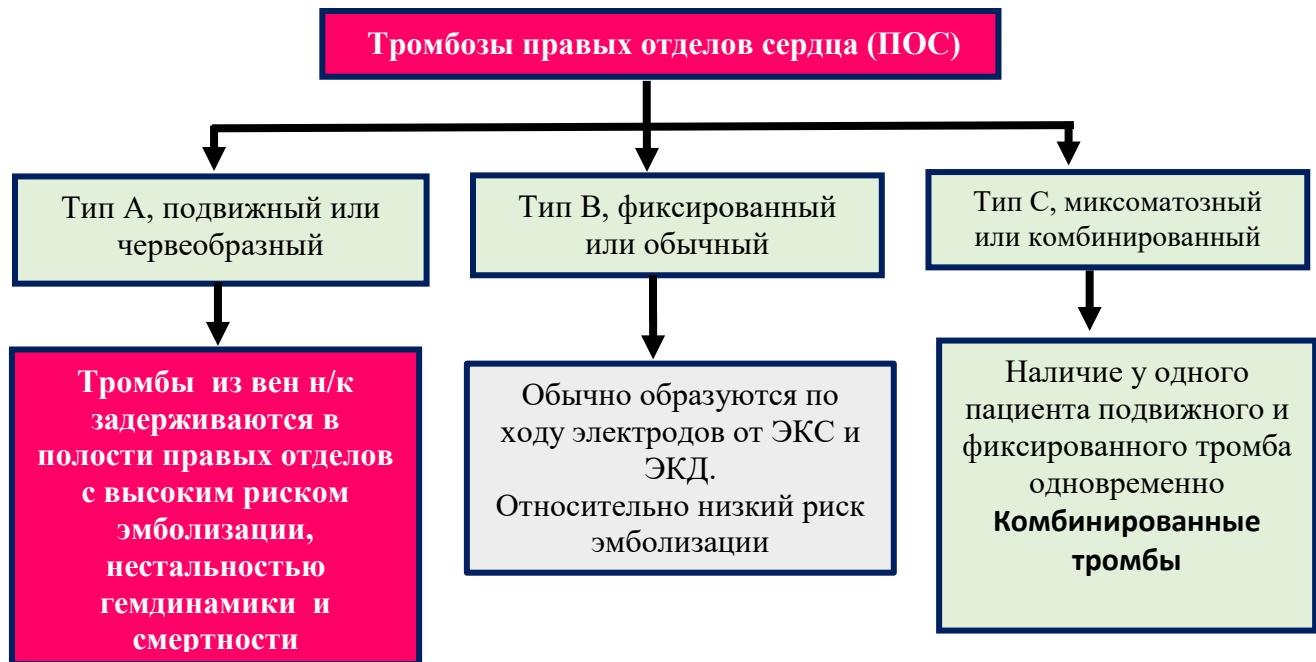 Тромбозы правых отделов сердца (ПОС)
Тип А, подвижный или
червеобразный
Тип В, фиксированный
или обычный
Тип С, миксоматозный
или комбинированный
Тромбы из вен н/к
задерживаются в
полости правых отделов
с высоким риском
эмболизации,
нестальностью
гемдинамики и
смертности
Обычно образуются по
ходу электродов от ЭКС и
ЭКД.
Относительно низкий риск
эмболизации
Наличие у одного
пациента подвижного и
фиксированного тромба
одновременно
Комбинированные
тромбы